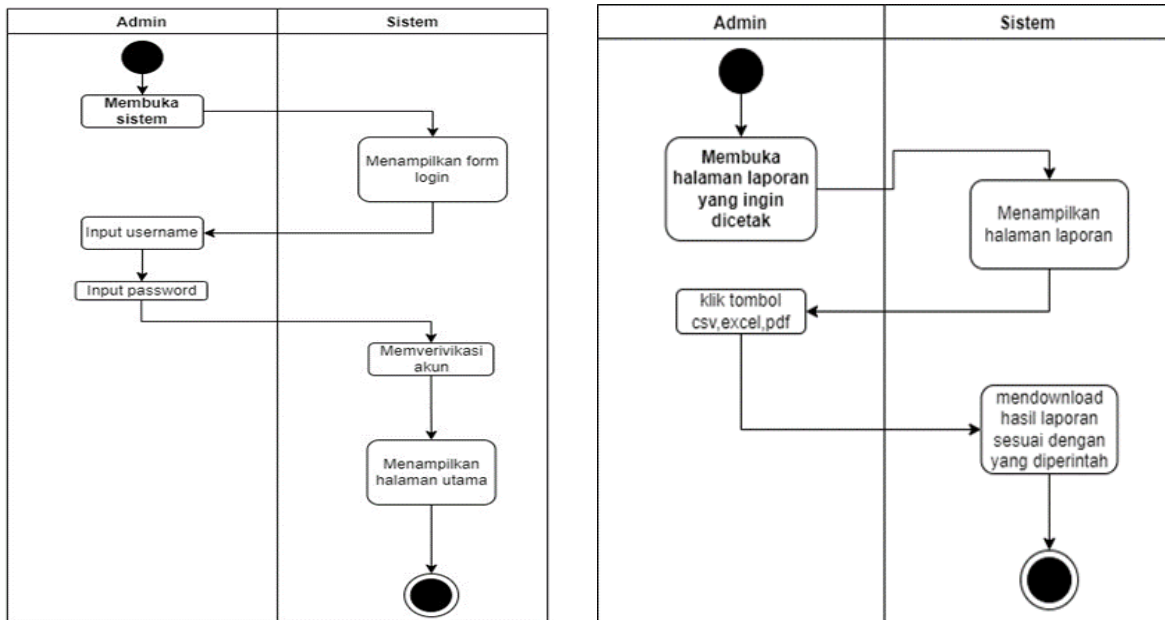 Admin
Sistem
Membuka
sistem
Menampilkan form
login
Input username
Input password
Memverivikasi
akun
Menampilkan
halaman utama
Admin
Sistem
Membuka
halaman laporan
yang ingin
dicetak
Menampilkan
halaman laporan
klik tombol
csv,excel,pdf
mendownload
hasil laporan
sesuai dengan
yang diperintah